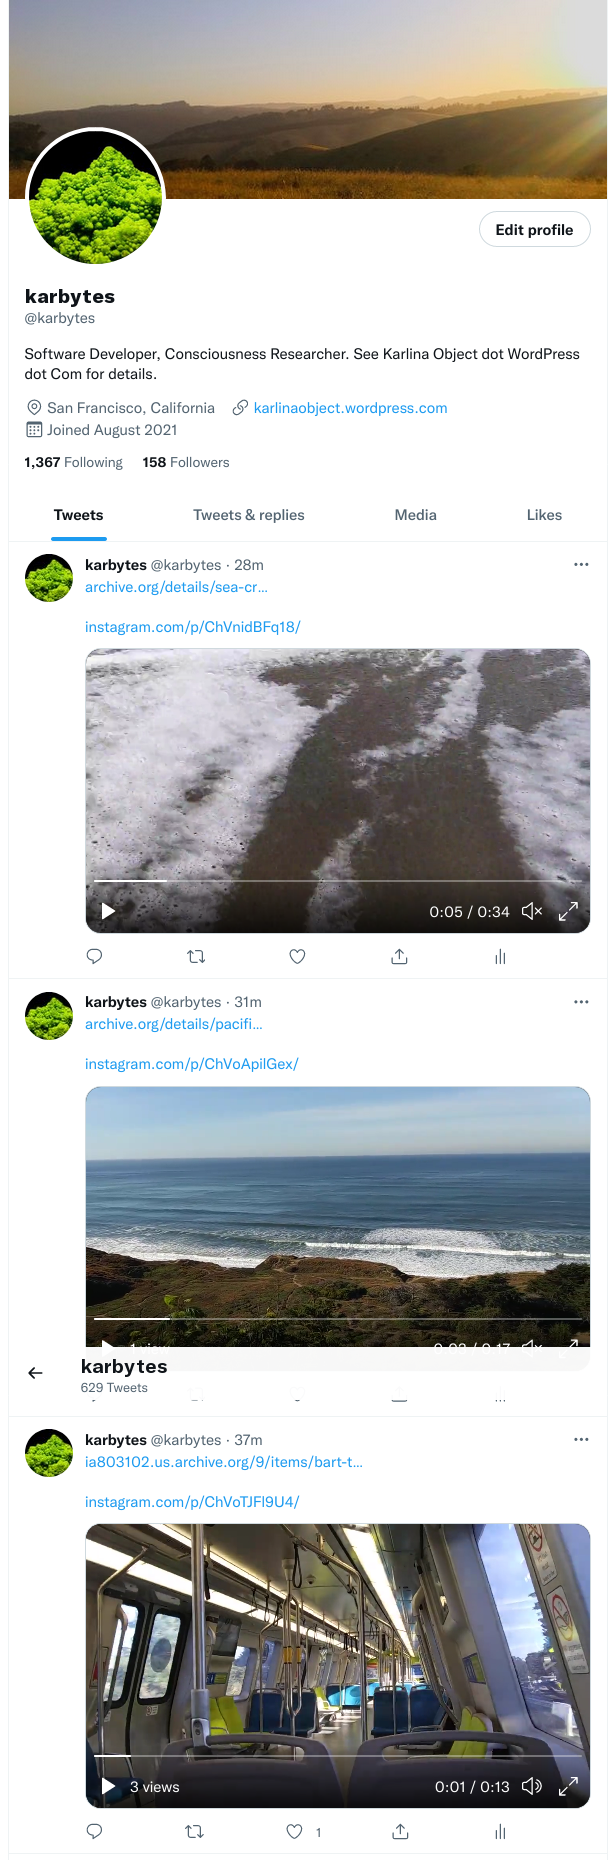 Edit profile
karbytes
@karbytes
Software Developer, Consciousness Researcher. See Karlina Object dot WordPress
dot Com for details.
San Francisco, California karlinaobject.wordpress.com
Joined August 2021
1,367 Following 158 Followers
Tweets Tweets & replies Media Likes
karbytes @karbytes · 28m
archive.org/details/sea-cr...
instagram.com/p/ChVnidBFq18/
0:05 / 0:34
karbytes @karbytes · 31m
archive.org/details/pacifi...
instagram.com/p/ChVoApilGex/
karbytes
629 Tweets
karbytes @karbytes · 37m
ia803102.us.archive.org/9/items/bart-t...
instagram.com/p/ChVoTJFl9U4/
3 views 0:01 / 0:13
1